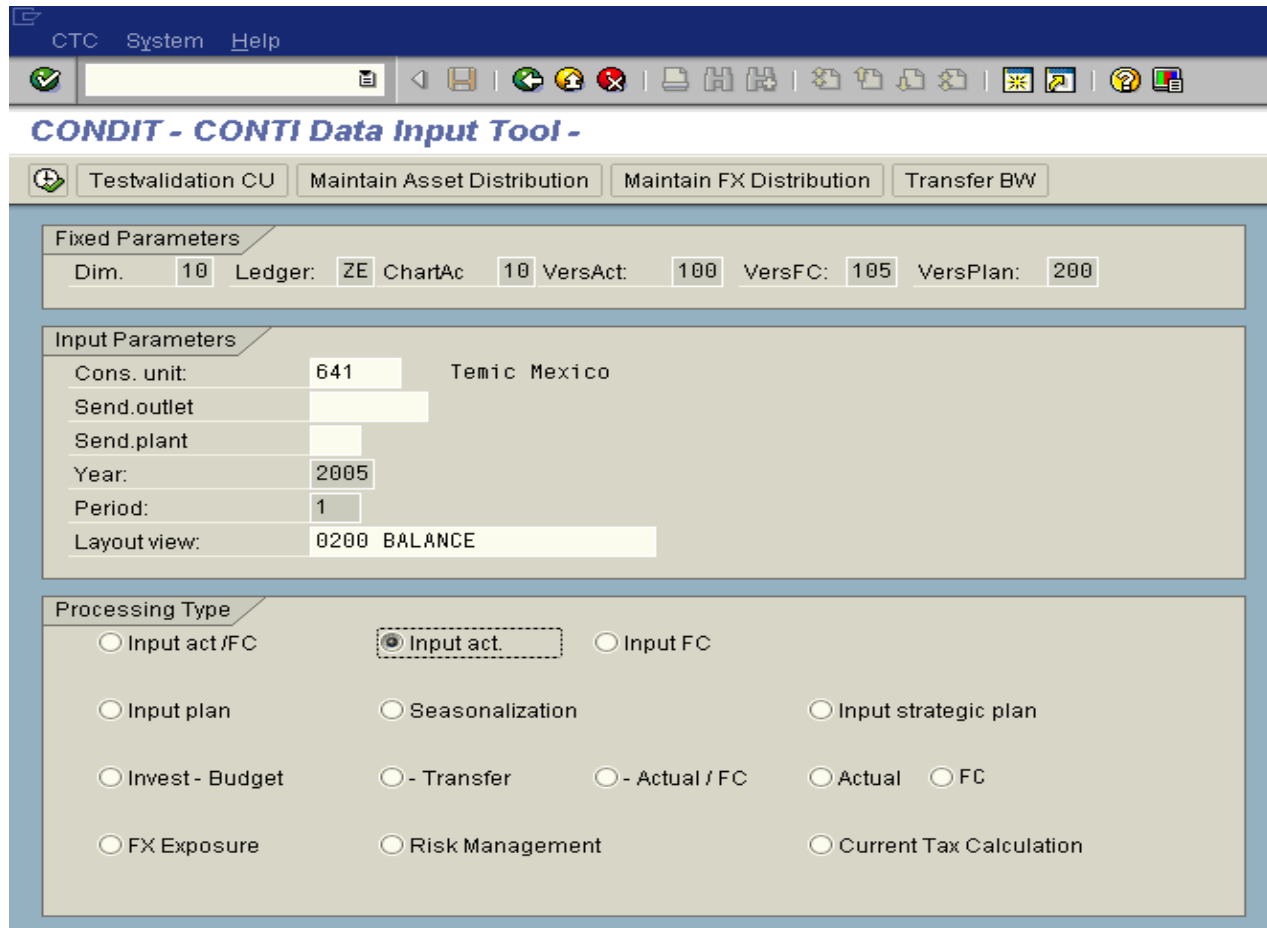 CTC System Help
CONDIT - CONTI Data Input Tool -
Testvalidation CU Maintain Asset Distribution Maintain FX Distribution Transfer BW
Fixed Parameters
Dim. 10 Ledger: ZE ChartAc 10 VersAct: 100 VersFC: 105 VersPlan: 200
Input Parameters
Cons. unit: 641 Temic Mexico
Send.outlet
Send.plant
Year: 2005
Period: 1
Layout view: 0200 BALANCE
Processing Type
Input act /FC Input act. Input FC
Input plan Seasonalization Input strategic plan
Invest - Budget - Transfer - Actual / FC Actual FC
FX Exposure Risk Management Current Tax Calculation